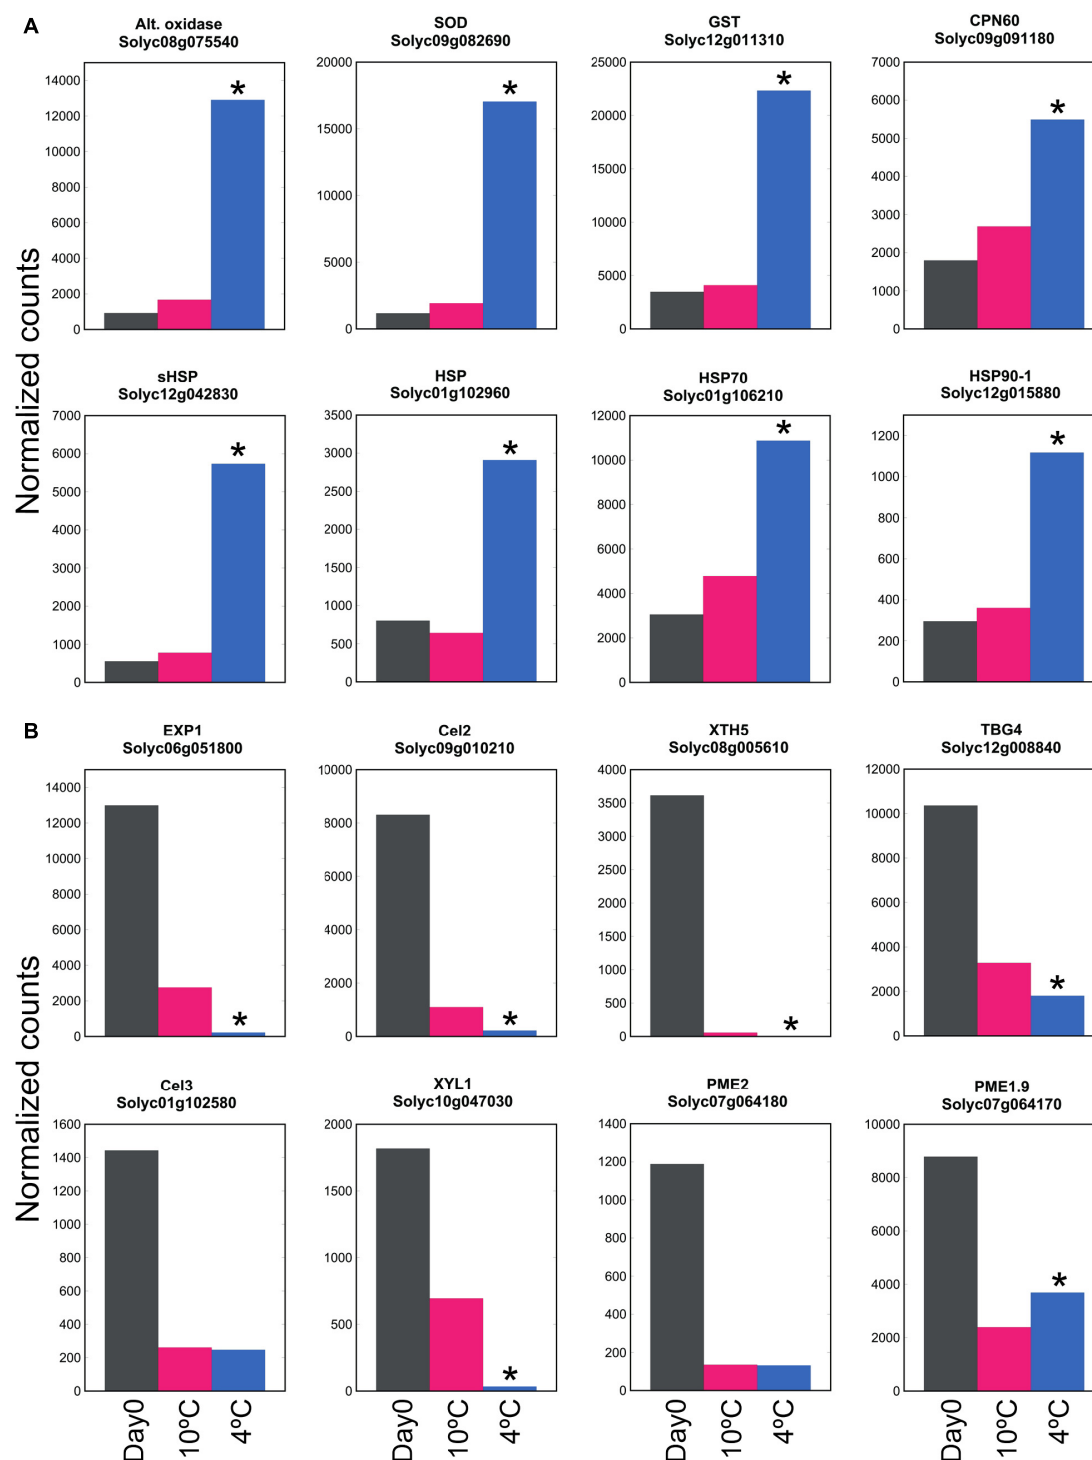 A
Alt. oxidase
Solyc08g075540
SOD
Solyc09g082690
GST
Solyc12g011310
CPN60
Solyc09g091180
14000
12000
10000
8000
6000
4000
2000
0
*
20000
15000
10000
5000
0
*
25000
20000
15000
10000
5000
0
*
7000
6000
5000
4000
3000
2000
1000
0
*
Normalized counts
sHSP
Solyc12g042830
HSP
Solyc01g102960
HSP70
Solyc01g106210
HSP90-1
Solyc12g015880
7000
6000
5000
4000
3000
2000
1000
0
*
3500
3000
2500
2000
1500
1000
500
0
*
12000
10000
8000
6000
4000
2000
0
*
1200
1000
800
600
400
200
0
*
B
EXP1
Solyc06g051800
Cel2
Solyc09g010210
XTH5
Solyc08g005610
TBG4
Solyc12g008840
14000
12000
10000
8000
6000
4000
2000
0
*
10000
8000
6000
4000
2000
0
*
4000
3500
3000
2500
2000
1500
1000
500
0
*
12000
10000
8000
6000
4000
2000
0
*
Normalized counts
Cel3
Solyc01g102580
XYL1
Solyc10g047030
PME2
Solyc07g064180
PME1.9
Solyc07g064170
1600
1400
1200
1000
800
600
400
200
0
2000
1500
1000
500
0
*
1400
1200
1000
800
600
400
200
0
10000
8000
6000
4000
2000
0
*
Day0
10ºC
4ºC
Day0
10ºC
4ºC
Day0
10ºC
4ºC
Day0
10ºC
4ºC